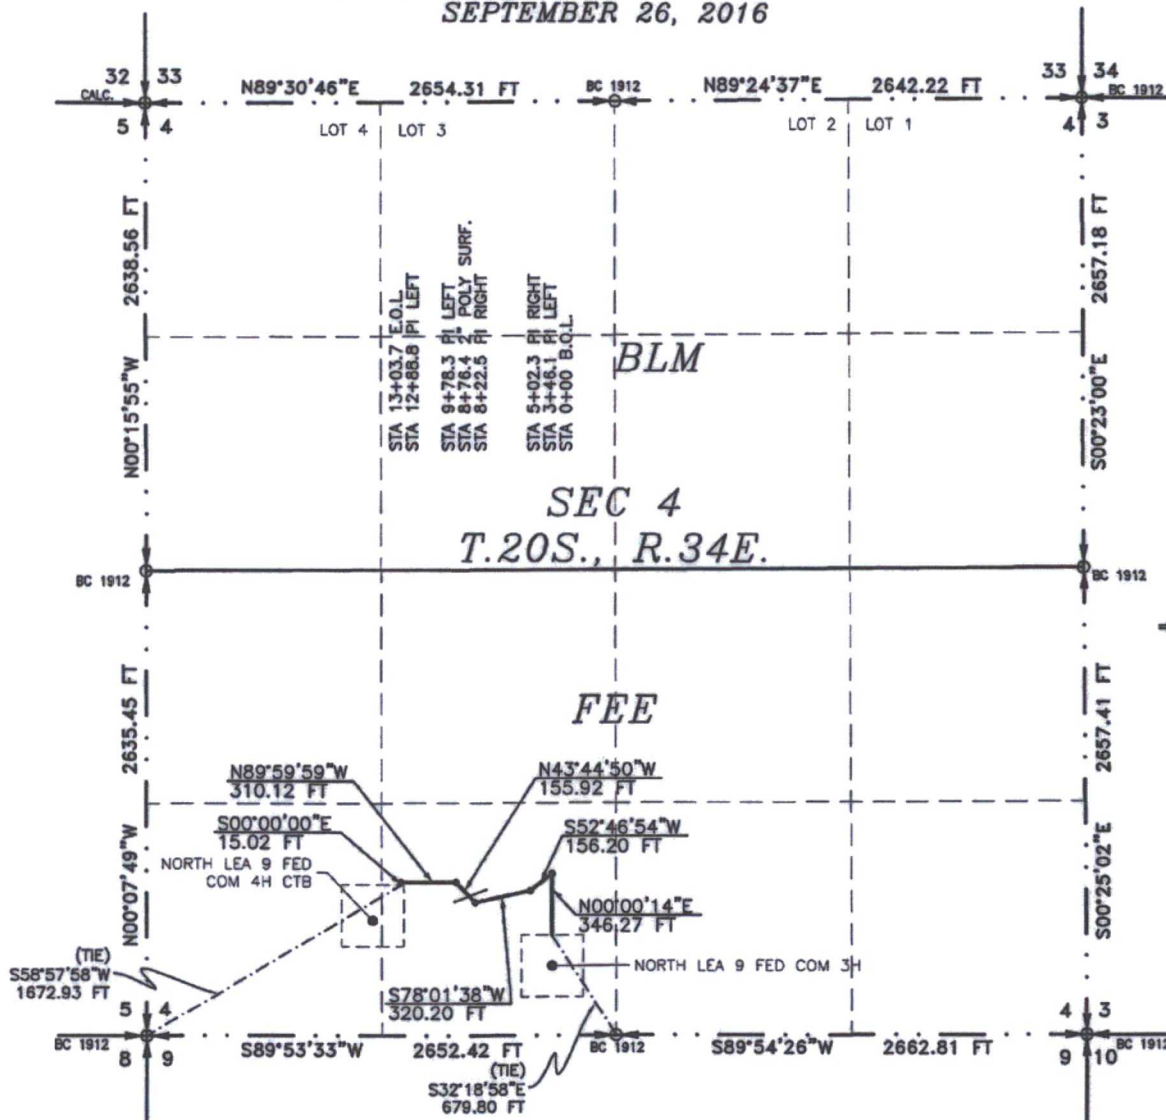 SEPTEMBER 26, 2016
32 33
33 34
CALC.
N89°30'46"E 2654.31 FT
BC 1912
N89°24'37"E 2642.22 FT
BC 1912
5 4
LOT 4 LOT 3
LOT 2 LOT 1
4 3
N00°15'55"W 2638.56 FT
STA 13+03.7 E.O.L.
STA 12+88.8 PI LEFT
STA 9+78.3 PI LEFT
STA 8+76.4 2" POLY SURF.
STA 8+22.5 PI RIGHT
STA 5+02.3 PI RIGHT
STA 3+46.1 PI LEFT
STA 0+00 B.O.L.
S00°23'00"E 2657.18 FT
BLM
SEC 4
T.20S., R.34E.
BC 1912
BC 1912
FEE
N00°07'49"W 2635.45 FT
S00°25'02"E 2657.41 FT
N89°59'59"W
310.12 FT
N43°44'50"W
155.92 FT
S00°00'00"E
15.02 FT
S52°46'54"W
156.20 FT
NORTH LEA 9 FED
COM 4H CTB
N00°00'14"E
346.27 FT
NORTH LEA 9 FED COM 3H
(TIE)
S58°57'58"W
1672.93 FT
S78°01'38"W
320.20 FT
5 4
4 3
BC 1912
S89°53'33"W 2652.42 FT
BC 1912
S89°54'26"W 2662.81 FT
BC 1912
8 9
9 10
(TIE)
S32°18'58"E
679.80 FT